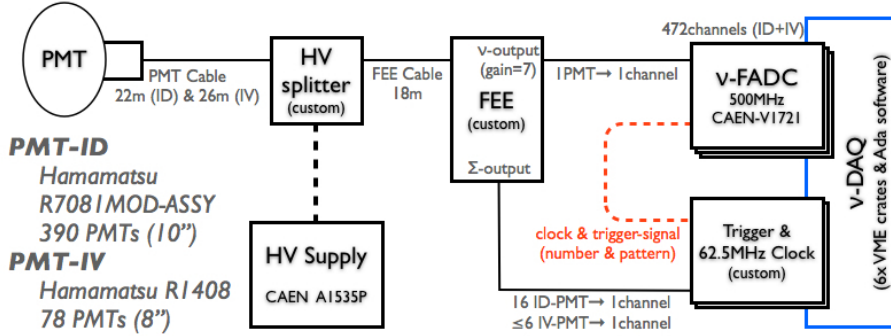 PMT
PMT Cable
22m (ID) & 26m (IV)
HV
splitter
(custom)
FEE Cable
18m
ν-output
(gain=7)
FEE
(custom)
Σ-output
1PMT→ 1channel
472channels (ID+IV)
ν-FADC
500MHz
CAEN-V1721
ν-DAQ
(6x VME crates & Ada software)
PMT-ID
Hamamatsu
R7081MOD-ASSY
390 PMTs (10”)
PMT-IV
Hamamatsu R1408
78 PMTs (8”)
HV Supply
CAEN A1535P
clock & trigger-signal
(number & pattern)
Trigger &
62.5MHz Clock
(custom)
16 ID-PMT→ 1channel
≤6 IV-PMT→ 1channel